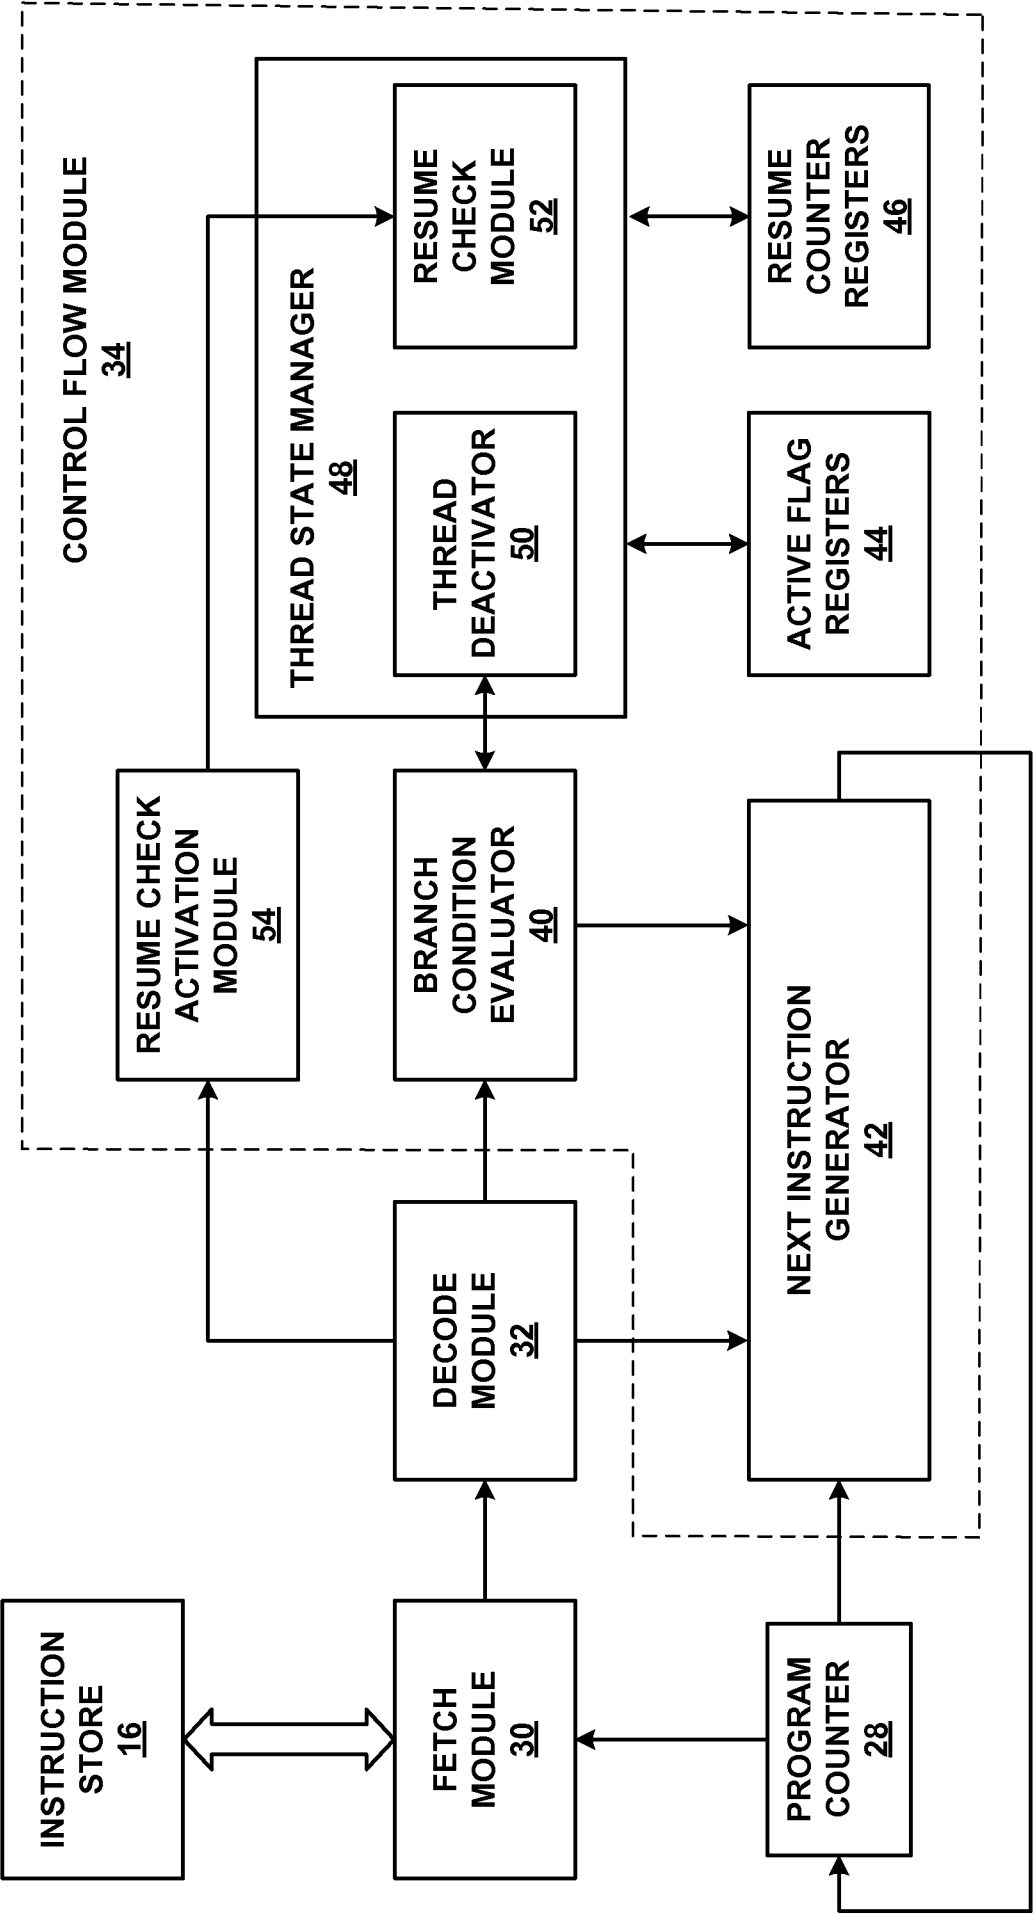 CONTROL FLOW MODULE
34
INSTRUCTION
STORE
16
RESUME CHECK
ACTIVATION
MODULE
54
THREAD STATE MANAGER
48
FETCH
MODULE
30
DECODE
MODULE
32
BRANCH
CONDITION
EVALUATOR
40
THREAD
DEACTIVATOR
50
RESUME
CHECK
MODULE
52
PROGRAM
COUNTER
28
NEXT INSTRUCTION
GENERATOR
42
ACTIVE FLAG
REGISTERS
44
RESUME
COUNTER
REGISTERS
46